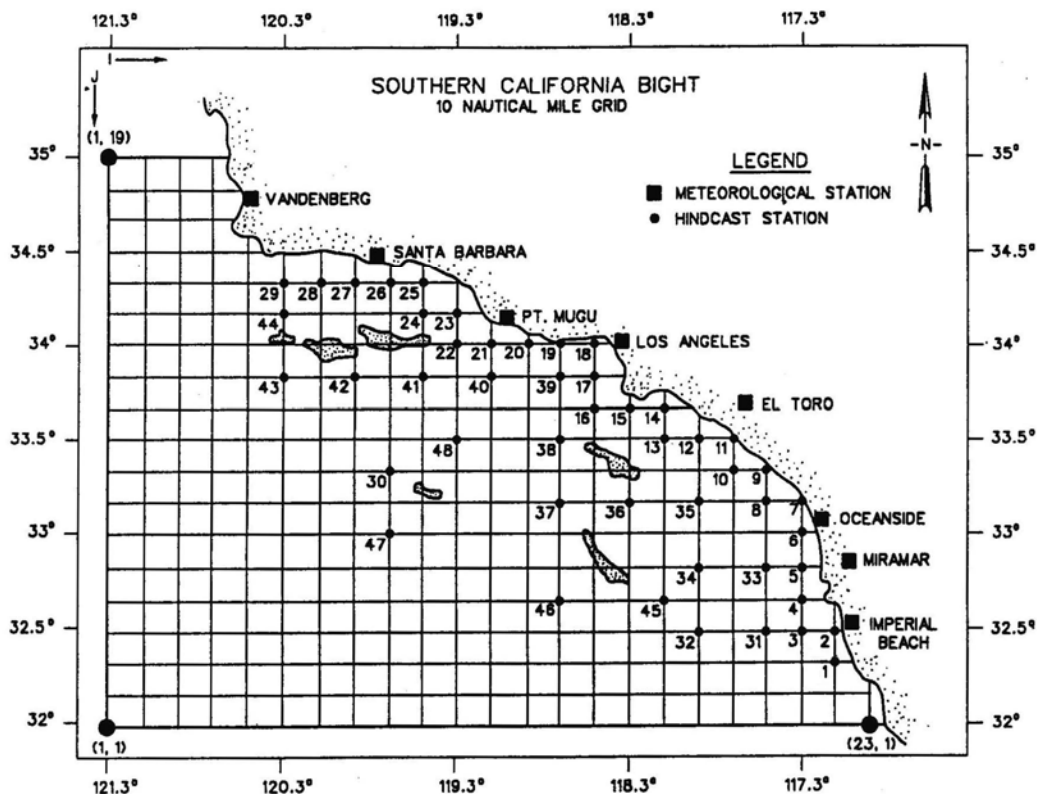 121.3° 120.3° 119.3° 118.3° 117.3°
I
J
SOUTHERN CALIFORNIA BIGHT
10 NAUTICAL MILE GRID
-N-
(1, 19)
35° 35°
LEGEND
METEOROLOGICAL STATION
HINDCAST STATION
VANDENBERG
34.5° 34.5°
SANTA BARBARA
29 28 27 26 25
44 24 23
PT. MUGU
34° 34°
22 21 20 19 18
LOS ANGELES
43 42 41 40 39 17
EL TORO
16 15 14
33.5° 33.5°
48 38 13 12 11
30 10 9
37 36 35 8 7
OCEANSIDE
33° 33°
47 6
MIRAMAR
34 33 5
46 45 4
IMPERIAL
BEACH
32.5° 32.5°
32 31 3 2
1
32° 32°
(1, 1) (23, 1)
121.3° 120.3° 119.3° 118.3° 117.3°